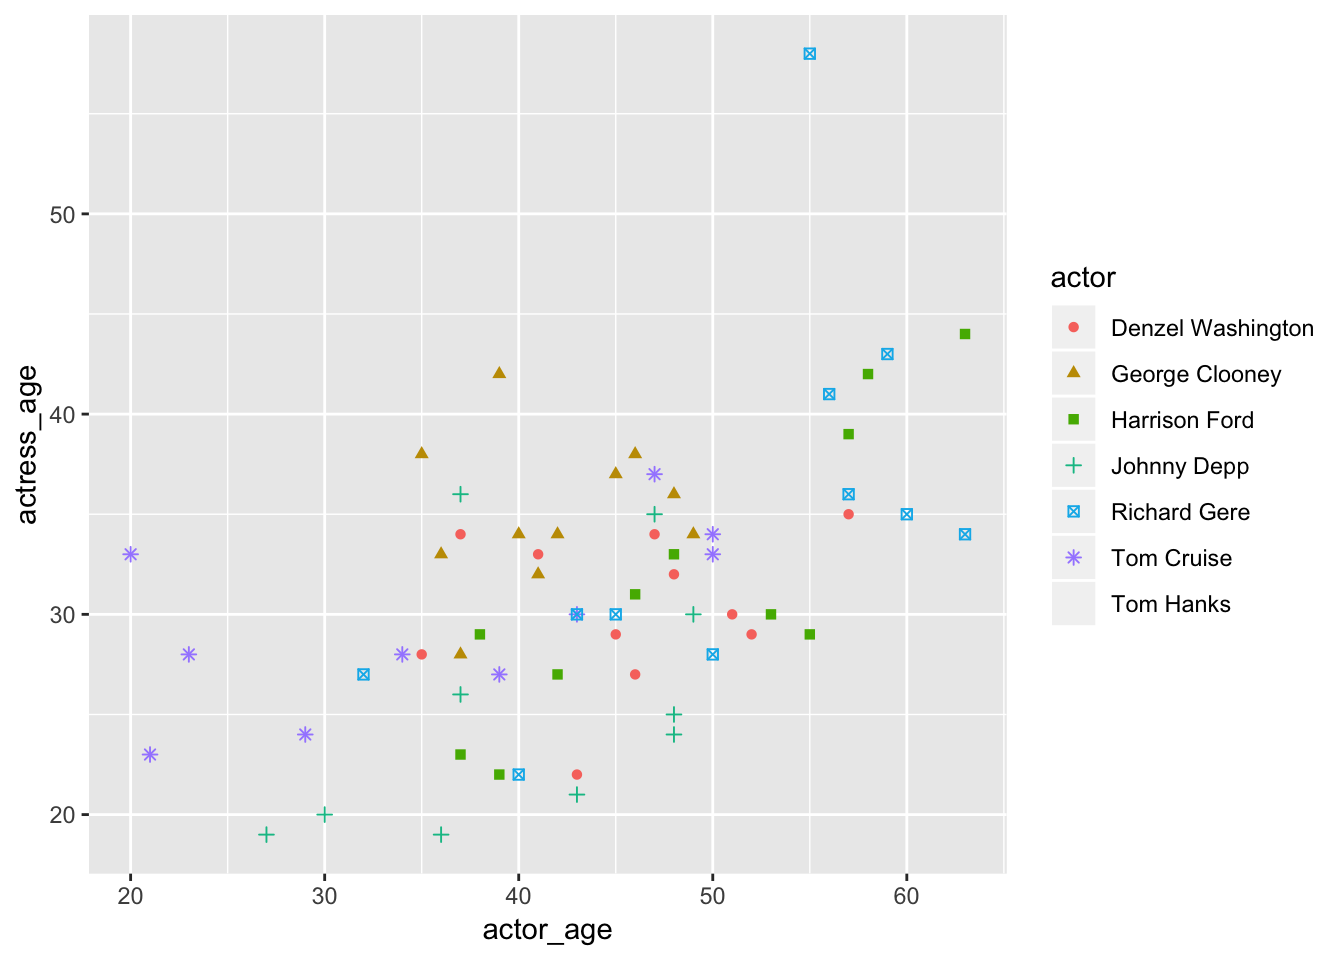 50
40
30
20
20 30 40 50 60
actor_age
actress_age
actor
Denzel Washington
George Clooney
Harrison Ford
Johnny Depp
Richard Gere
Tom Cruise
Tom Hanks